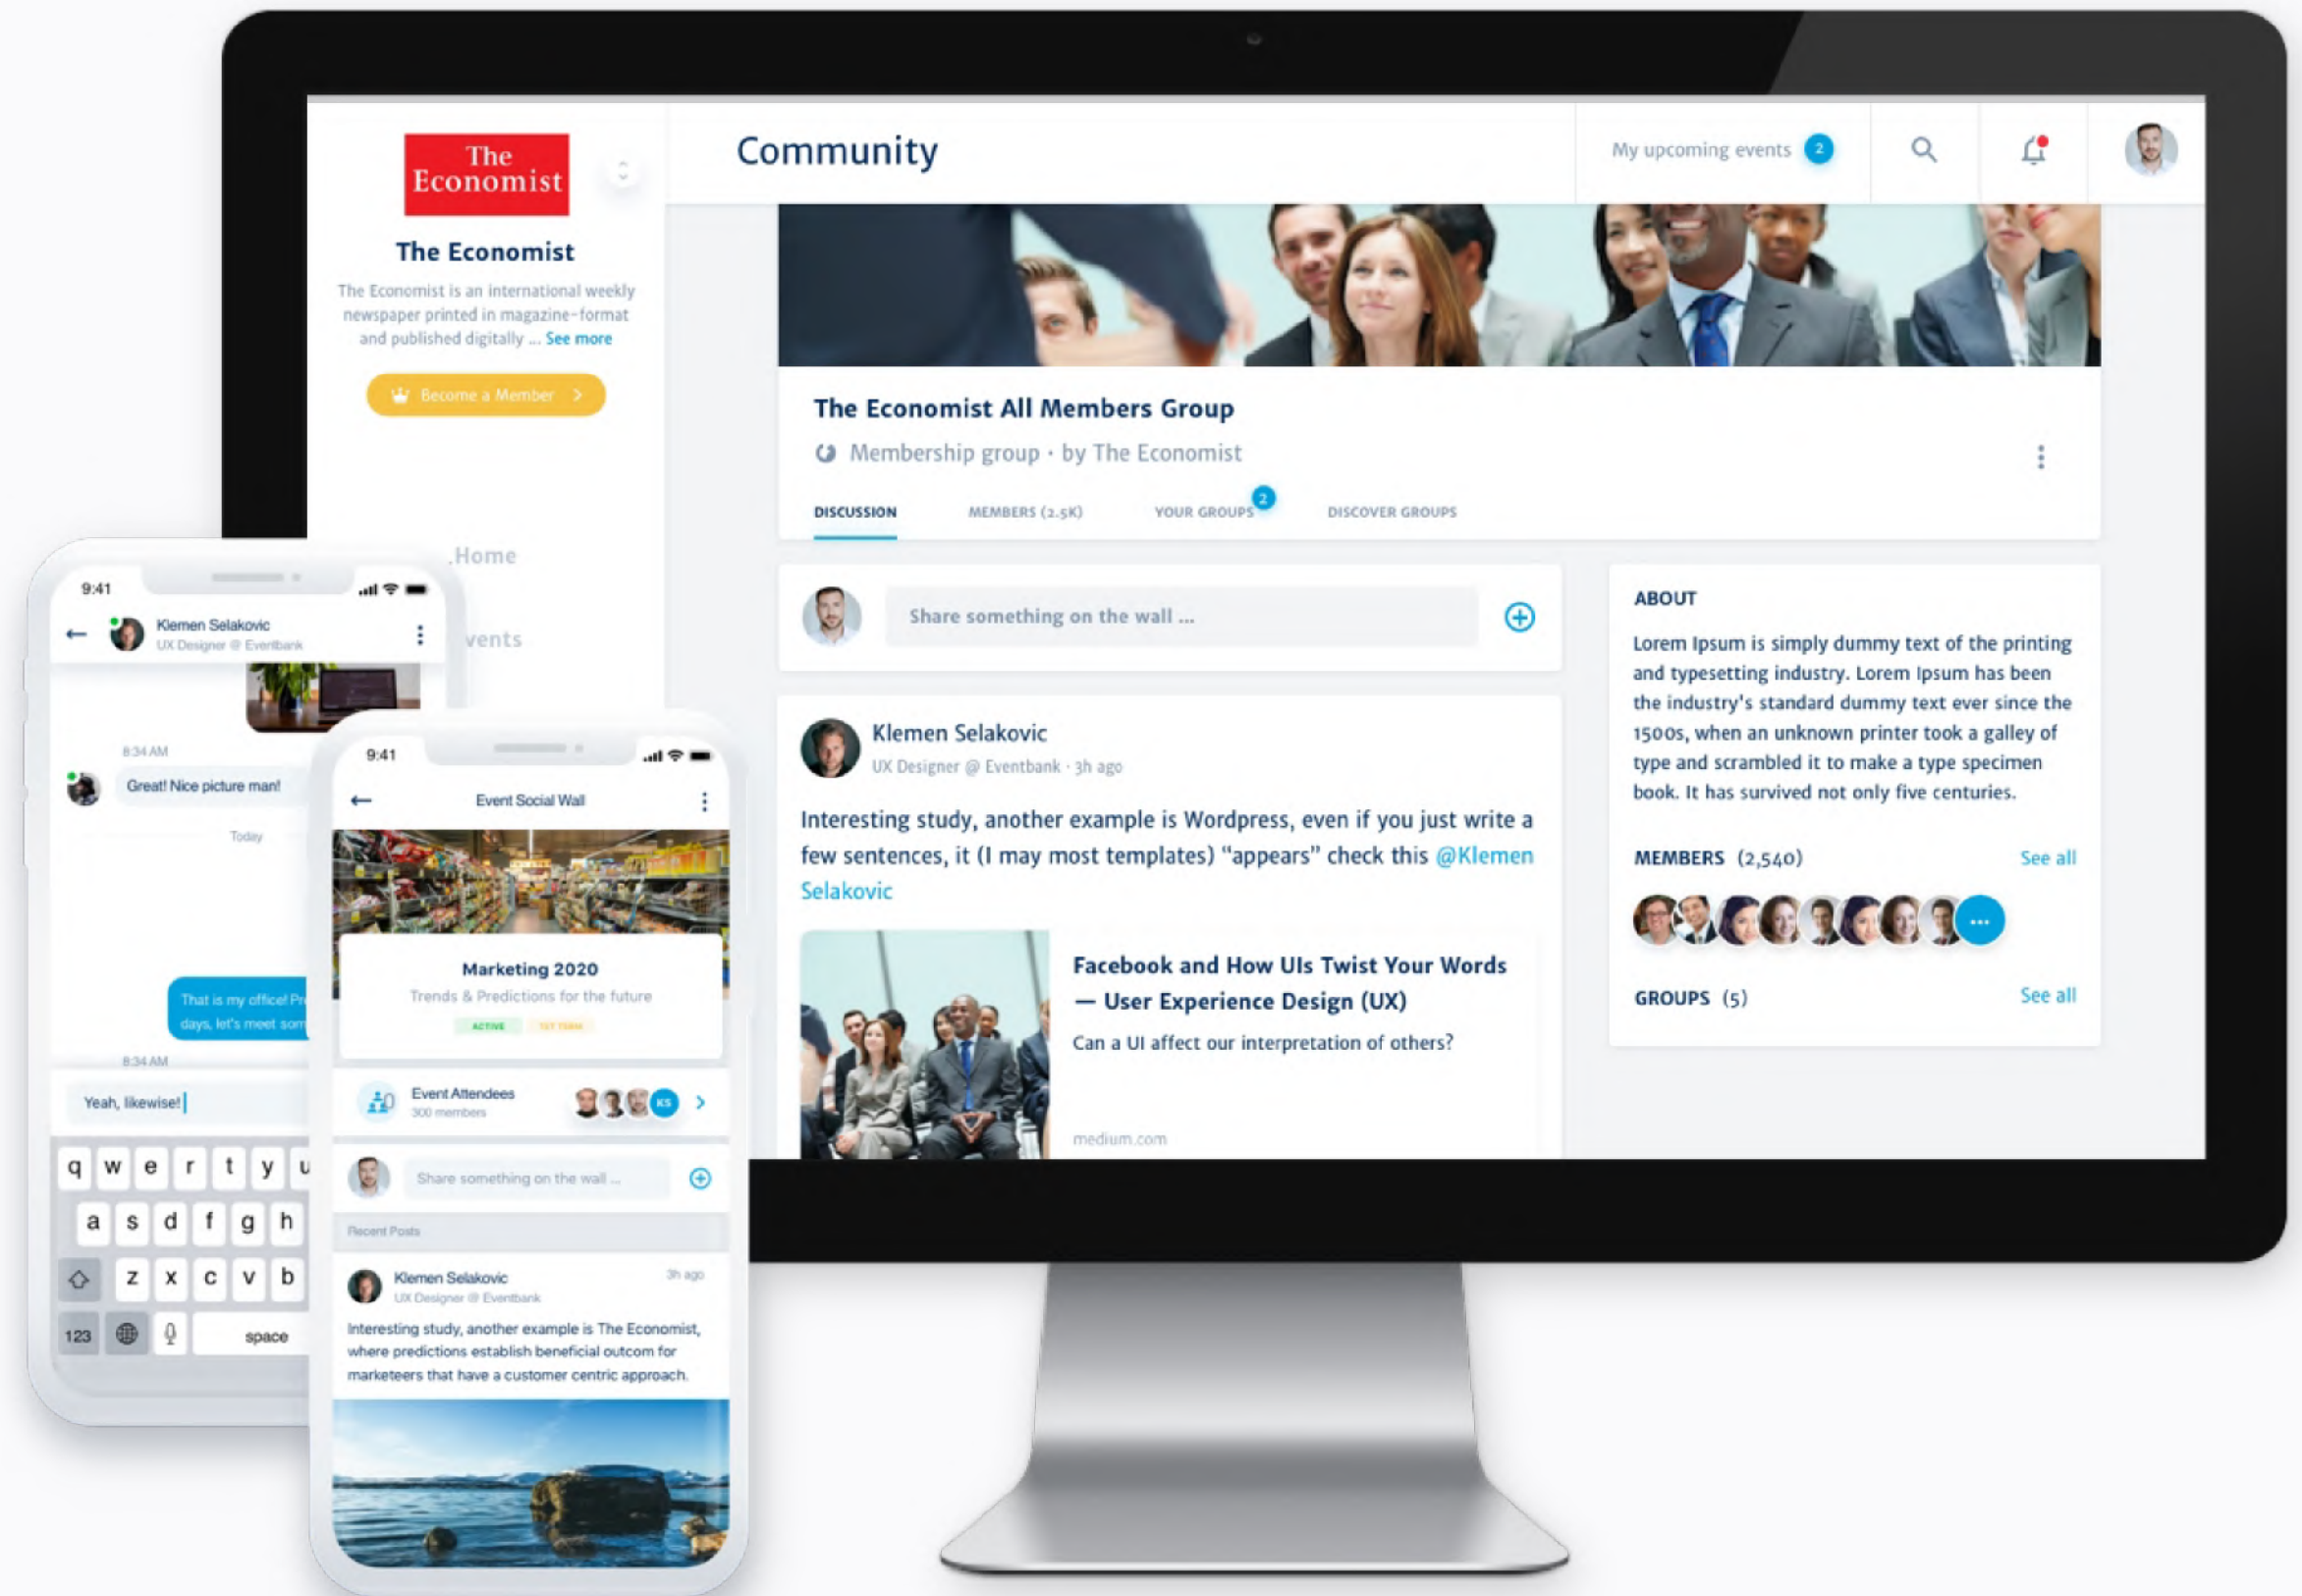 The
Economist
The Economist
The Economist is an international weekly
newspaper printed in magazine-format
and published digitally ... See more
Become a Member
.Home
vents
Community
My upcoming events 2
The Economist All Members Group
Membership group · by The Economist
DISCUSSION
MEMBERS (2.5K)
YOUR GROUPS 2
DISCOVER GROUPS
Share something on the wall ...
Klemen Selakovic
UX Designer @ Eventbank · 3h ago
Interesting study, another example is Wordpress, even if you just write a
few sentences, it (I may most templates) “appears” check this @Klemen
Selakovic
Facebook and How UIs Twist Your Words
— User Experience Design (UX)
Can a UI affect our interpretation of others?
medium.com
ABOUT
Lorem Ipsum is simply dummy text of the printing
and typesetting industry. Lorem Ipsum has been
the industry's standard dummy text ever since the
1500s, when an unknown printer took a galley of
type and scrambled it to make a type specimen
book. It has survived not only five centuries.
MEMBERS (2,540)
See all
...
GROUPS (5)
See all
9:41
Klemen Selakovic
UX Designer @ Eventbank
8:34 AM
Great! Nice picture man!
Today
That is my office! Pr
days, let's meet som
8:34 AM
Yeah, likewise!
q w e r t y u
a s d f g h
z x c v b
123
space
9:41
Event Social Wall
Marketing 2020
Trends & Predictions for the future
ACTIVE
1ST TERM
Event Attendees
300 members
KS
Share something on the wall ...
Recent Posts
Klemen Selakovic
3h ago
UX Designer @ Eventbank
Interesting study, another example is The Economist,
where predictions establish beneficial outcom for
marketeers that have a customer centric approach.